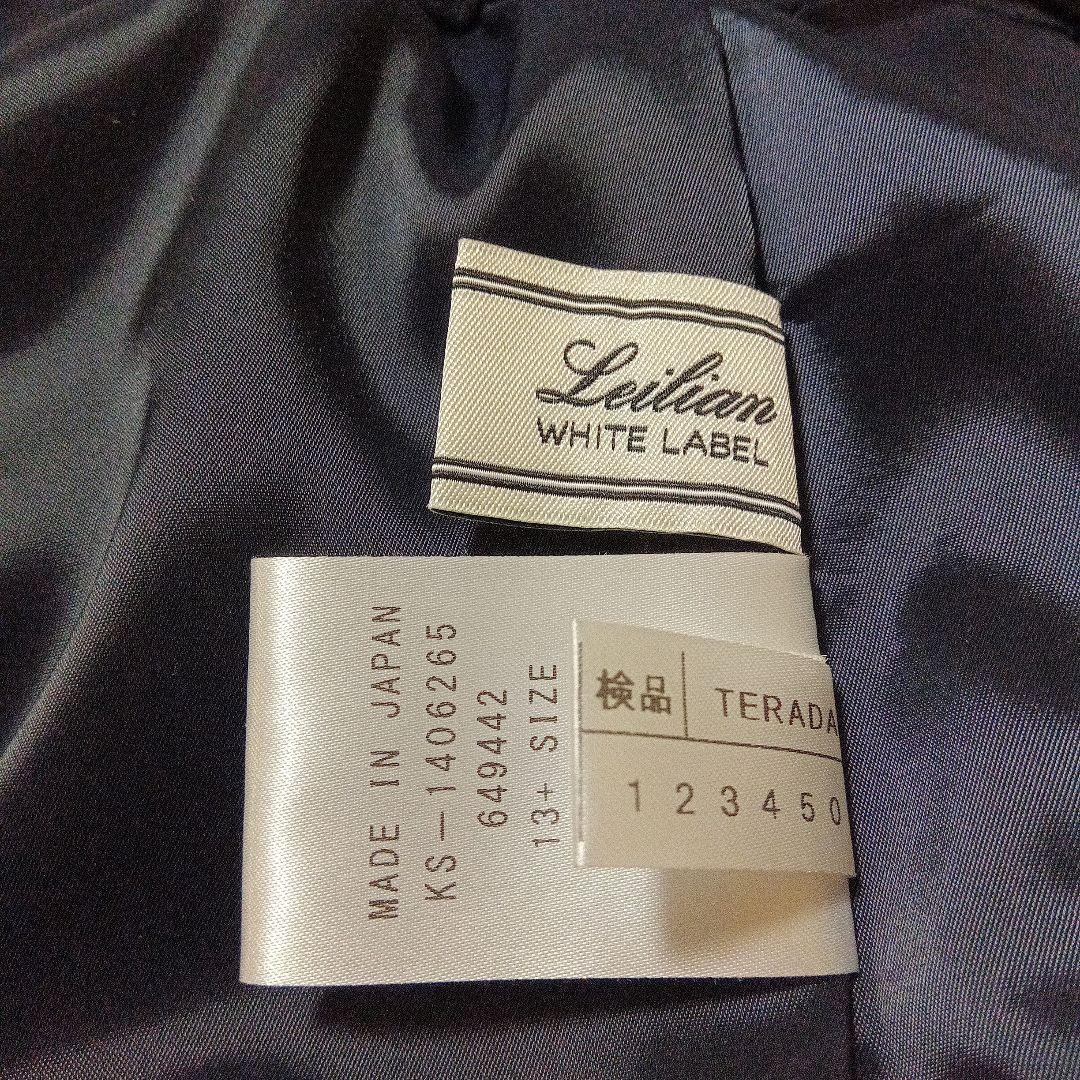 Leilian
WHITE LABEL
MADE IN JAPAN
KS-1406265
649442
13+ SIZE
検品 TERADA
1 2 3 4 5 0